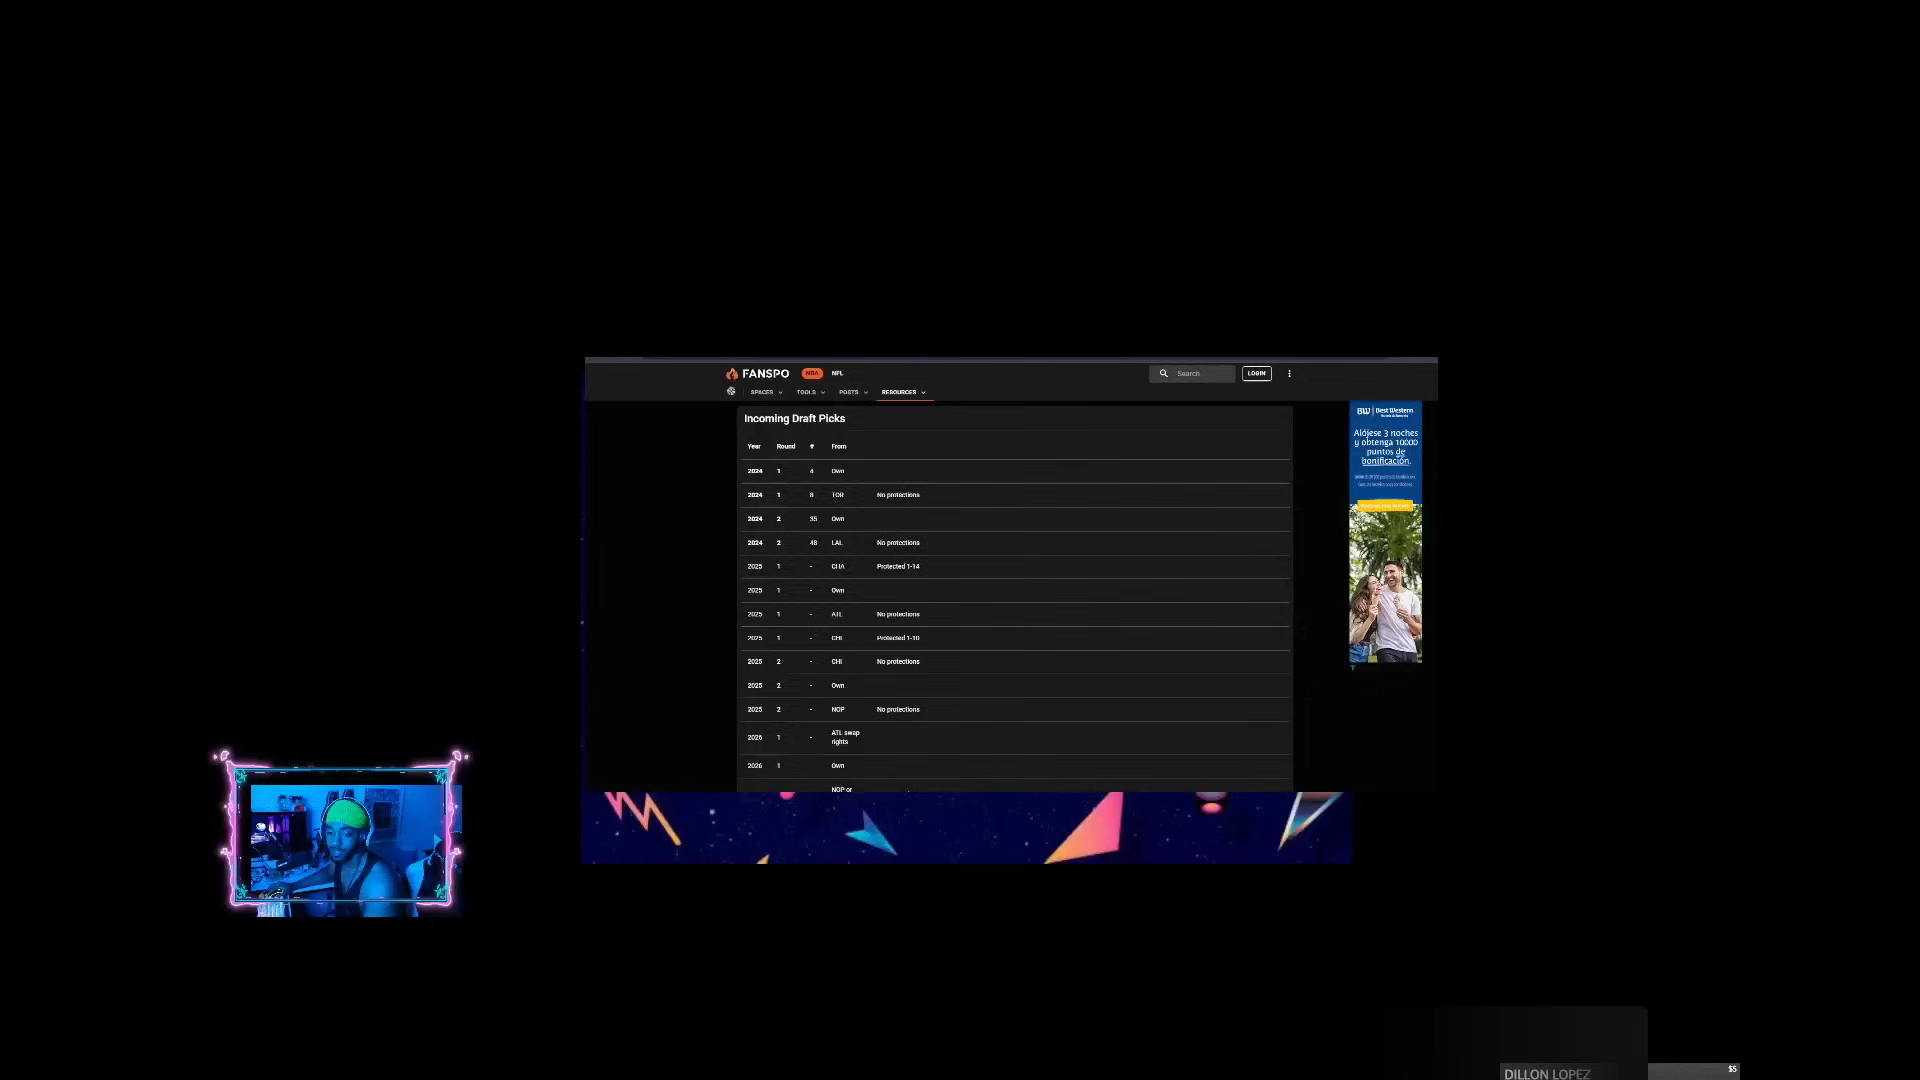 FANSPO NBA NFL Search LOGIN
SPACES TOOLS POSTS RESOURCES
Incoming Draft Picks
Year Round # From
2024 1 4 Own
2024 1 8 TOR No protections
2024 2 35 Own
2024 2 48 LAL No protections
2025 1 - CHA Protected 1-14
2025 1 - Own
2025 1 - ATL No protections
2025 1 - CHI Protected 1-10
2025 2 - CHI No protections
2025 2 - Own
2025 2 - NOP No protections
2026 1 - ATL swap
rights
2026 1 Own
NOP or
BW Best Western
Alójese 3 noches
y obtenga 10000
puntos de
bonificación.
DILLON LOPEZ
$5